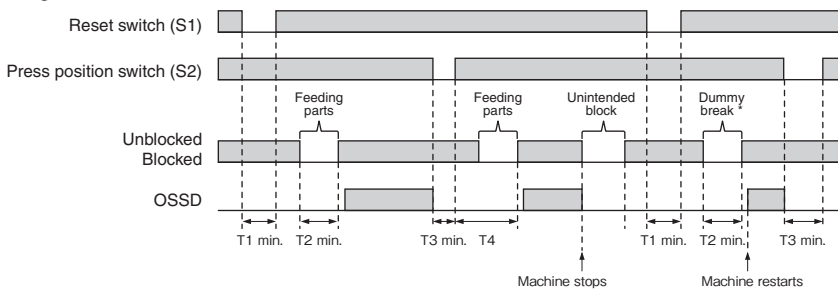 Reset switch (S1)
Press position switch (S2)
Feeding parts
Feeding parts
Unintended block
Dummy break *
Unblocked
Blocked
OSSD
T1 min.
T2 min.
T3 min.
T4
T1 min.
T2 min.
T3 min.
Machine stops
Machine restarts